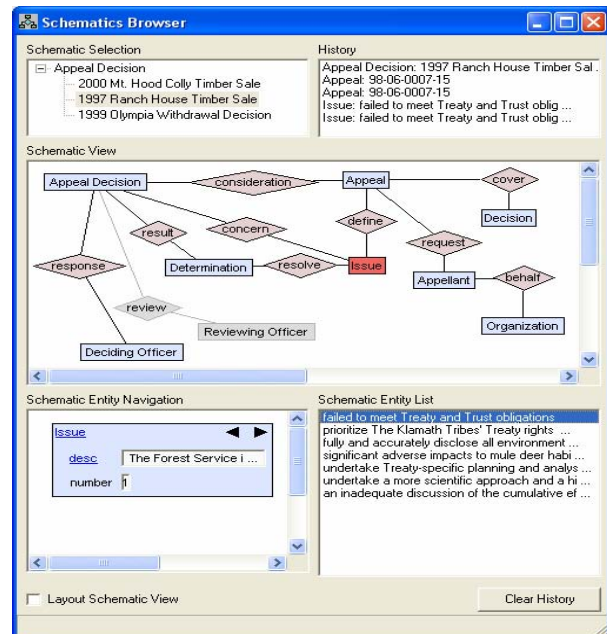 Schematics Browser
Schematic Selection
Appeal Decision
2000 Mt. Hood Colly Timber Sale
1997 Ranch House Timber Sale
1999 Olympia Withdrawal Decision
History
Appeal Decision: 1997 Ranch House Timber Sal ...
Appeal: 98-06-0007-15
Appeal: 98-06-0007-15
Issue: failed to meet Treaty and Trust oblig ...
Issue: failed to meet Treaty and Trust oblig ...
Schematic View
Appeal Decision
consideration
Appeal
cover
Decision
result
concern
define
request
response
Determination
resolve
Issue
Appellant
behalf
review
Reviewing Officer
Organization
Deciding Officer
Schematic Entity Navigation
Issue
desc The Forest Service i ...
number 1
Schematic Entity List
failed to meet Treaty and Trust obligations
prioritize The Klamath Tribes' Treaty rights ...
fully and accurately disclose all environment ...
significant adverse impacts to mule deer habi ...
undertake Treaty-specific planning and analys ...
undertake a more scientific approach and a hi ...
an inadequate discussion of the cumulative ef ...
Layout Schematic View
Clear History